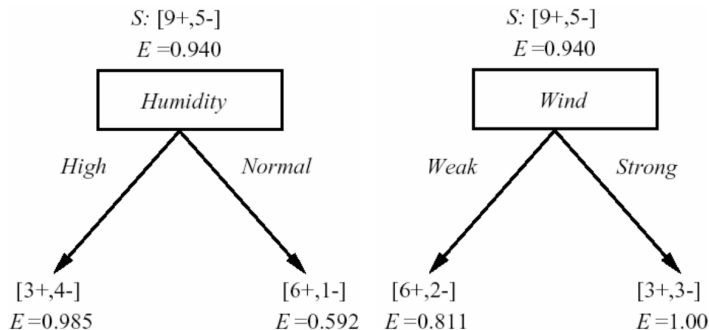 S: [9+,5-]
E =0.940
Humidity
High
Normal
[3+,4-]
E =0.985
[6+,1-]
E =0.592
S: [9+,5-]
E =0.940
Wind
Weak
Strong
[6+,2-]
E =0.811
[3+,3-]
E =1.00